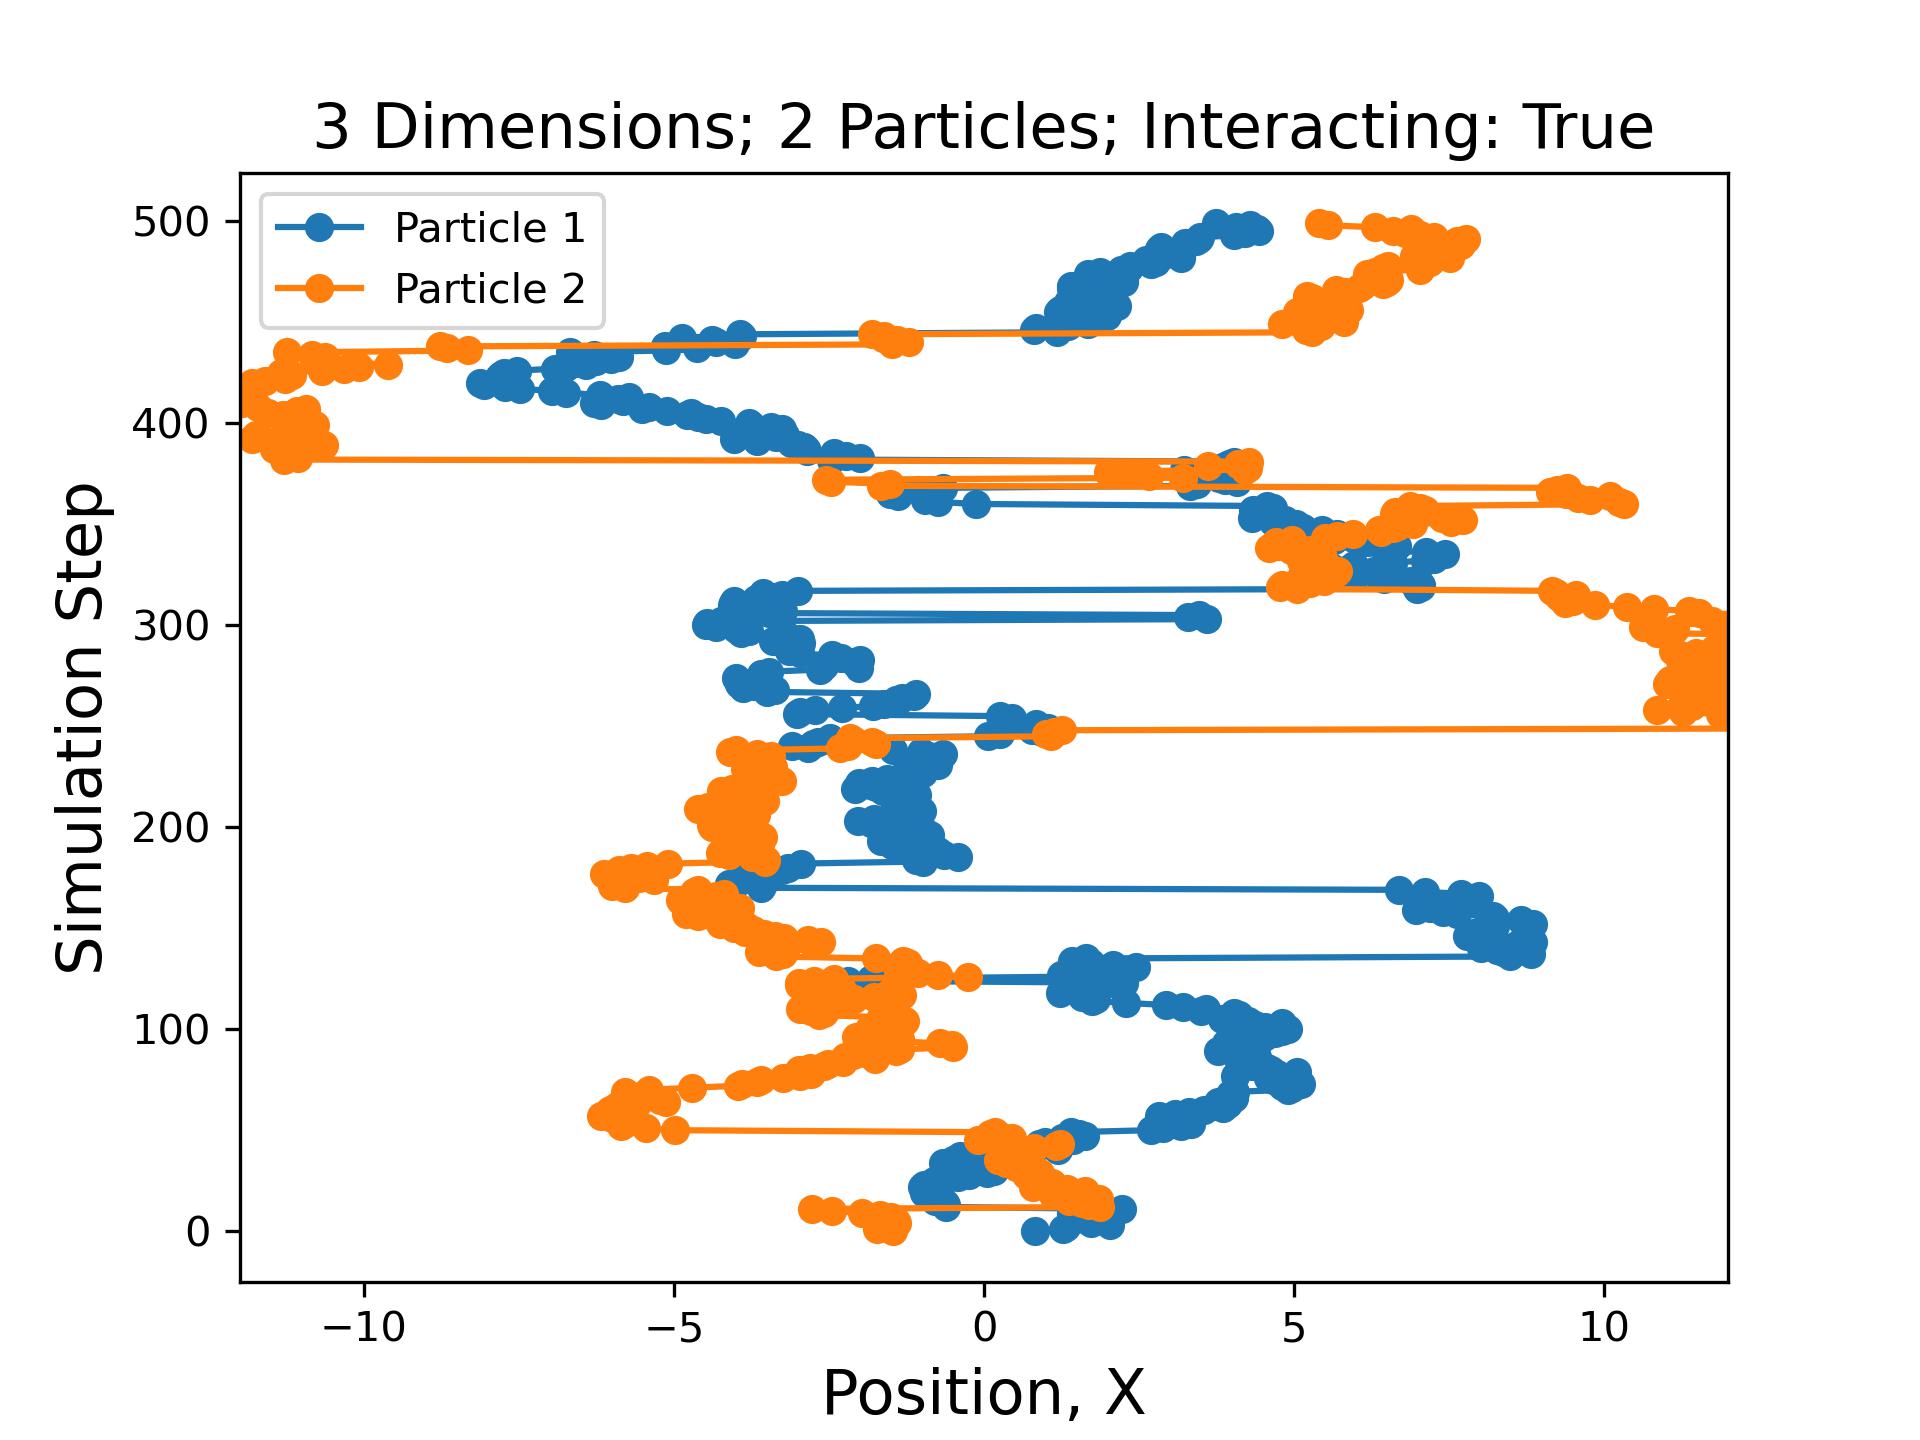 3 Dimensions; 2 Particles; Interacting: True
Particle 1
Particle 2
500
400
300
200
100
0
Simulation Step
−10
−5
0
5
10
Position, X